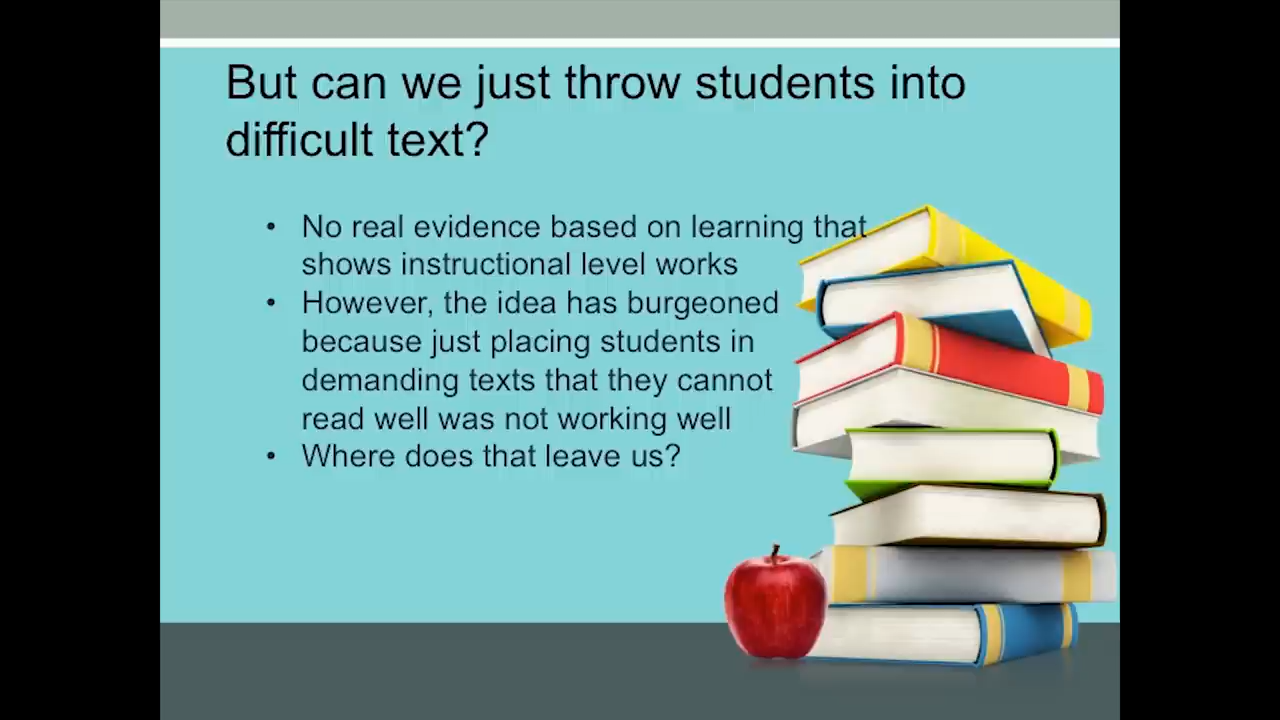 But can we just throw students into
difficult text?
• No real evidence based on learning that
shows instructional level works
• However, the idea has burgeoned
because just placing students in
demanding texts that they cannot
read well was not working well
• Where does that leave us?